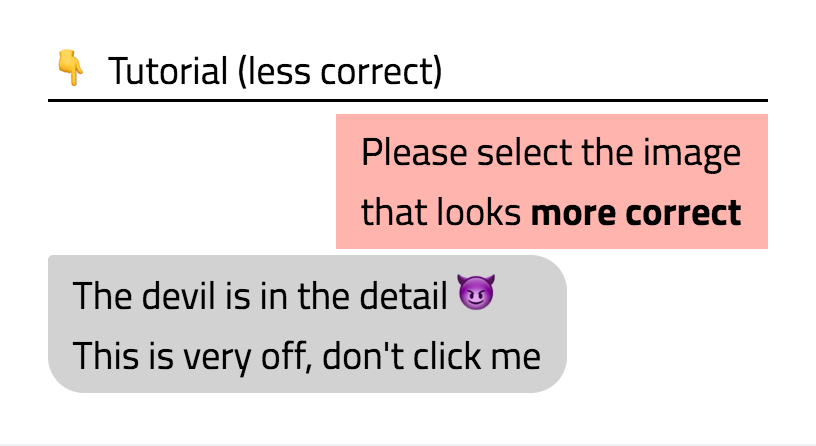 👇 Tutorial (less correct)
Please select the image
that looks more correct
The devil is in the detail 😈
This is very off, don't click me